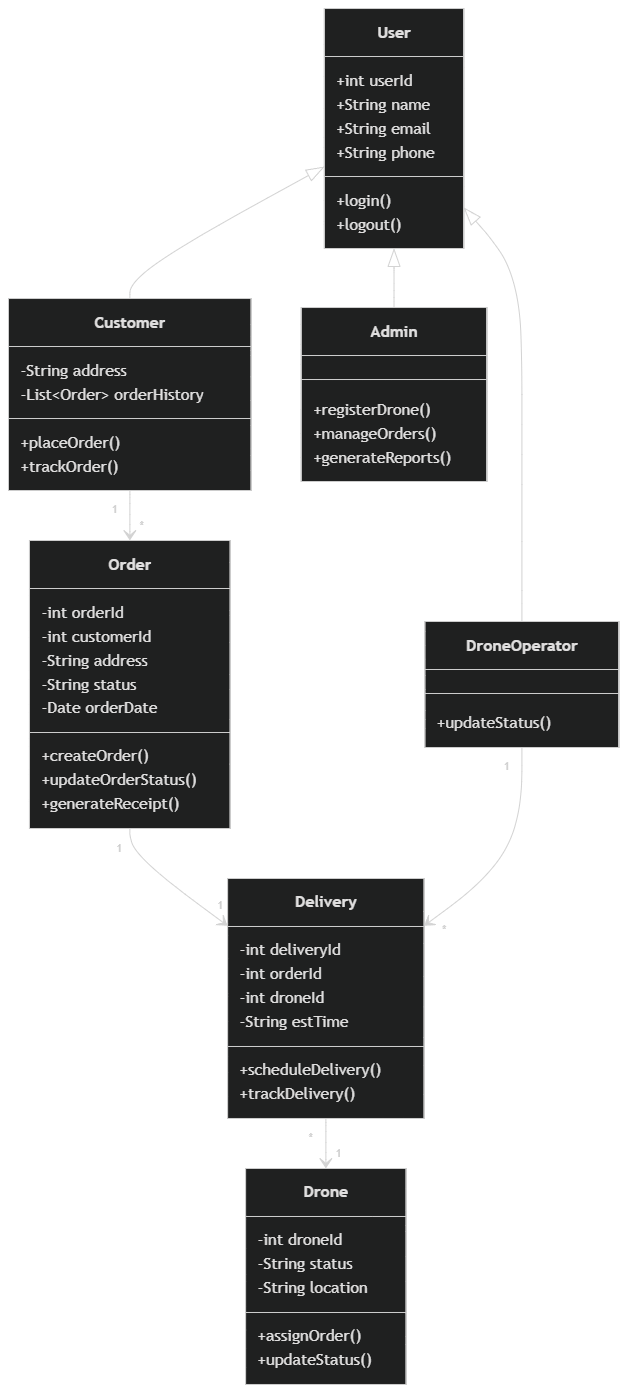 User
+int userId
+String name
+String email
+String phone
+login()
+logout()
Customer
-String address
-List<Order> orderHistory
+placeOrder()
+trackOrder()
Admin
+registerDrone()
+manageOrders()
+generateReports()
1
*
Order
-int orderId
-int customerId
-String address
-String status
-Date orderDate
+createOrder()
+updateOrderStatus()
+generateReceipt()
DroneOperator
+updateStatus()
1
1
1
*
Delivery
-int deliveryId
-int orderId
-int droneId
-String estTime
+scheduleDelivery()
+trackDelivery()
*
1
Drone
-int droneId
-String status
-String location
+assignOrder()
+updateStatus()